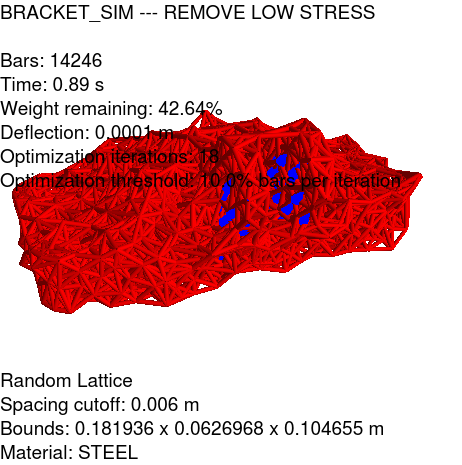 BRACKET_SIM --- REMOVE LOW STRESS
Bars: 14246
Time: 0.89 s
Weight remaining: 42.64%
Deflection: 0.0001 m
Optimization iterations: 18
Optimization threshold: 10.0% bars per iteration
Random Lattice
Spacing cutoff: 0.006 m
Bounds: 0.181936 x 0.0626968 x 0.104655 m
Material: STEEL